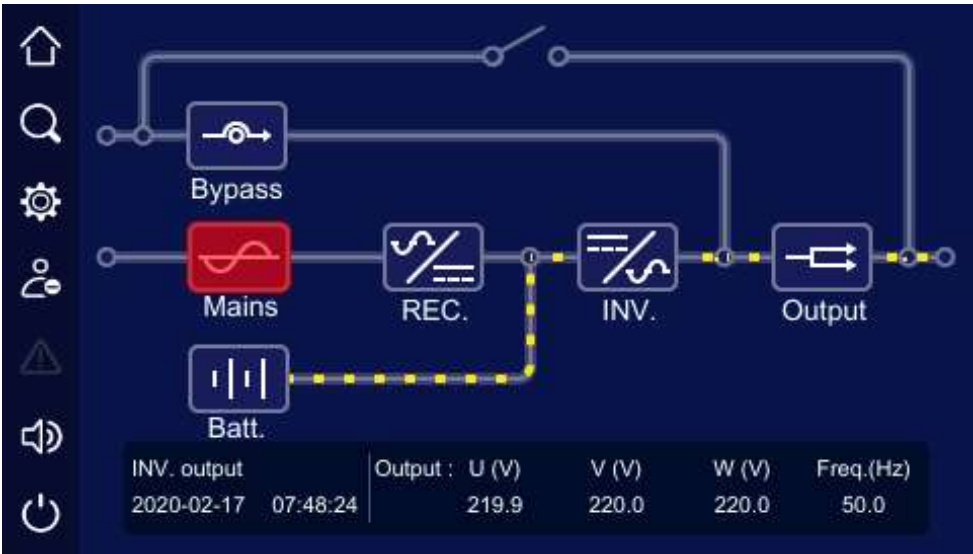 Bypass
Mains
REC.
INV.
Output
Batt.
INV. output
Output : U (V) V (V) W (V) Freq.(Hz)
2020-02-17 07:48:24
219.9 220.0 220.0 50.0